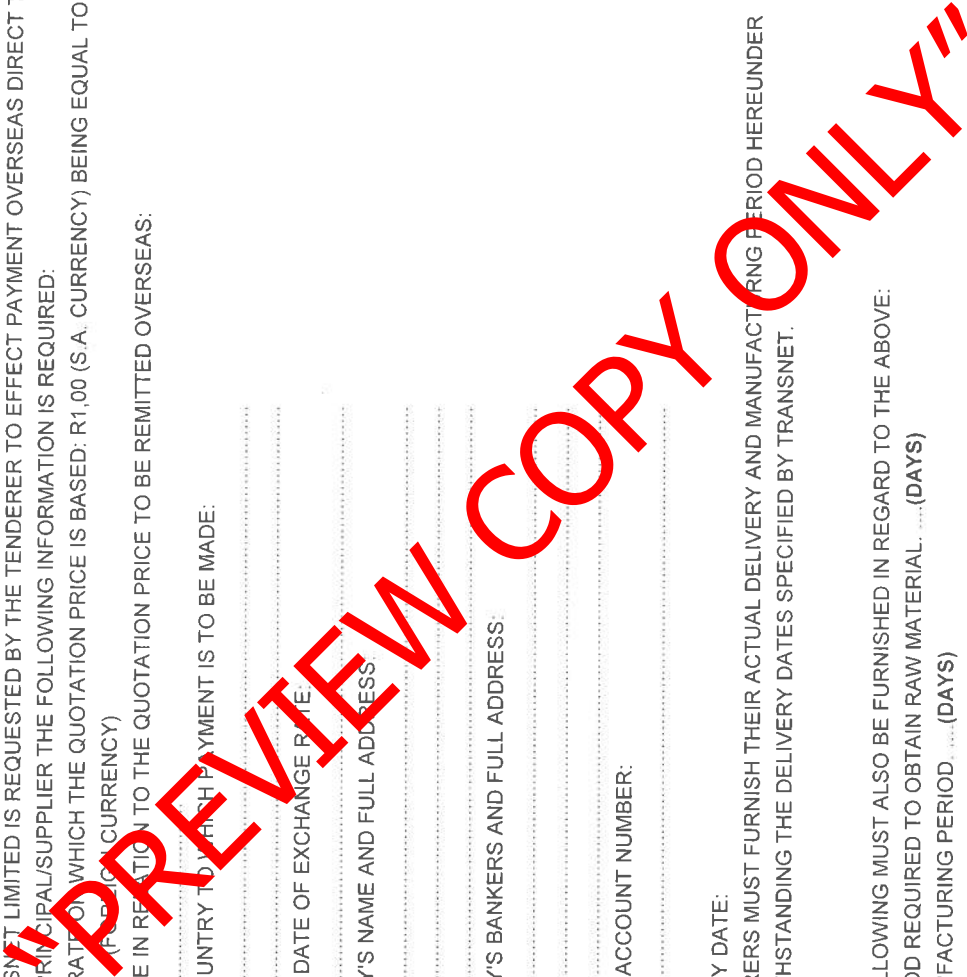 SNET LIMITED IS REQUESTED BY THE TENDERER TO EFFECT PAYMENT OVERSEAS DIRECT
PRINCIPAL/SUPPLIER THE FOLLOWING INFORMATION IS REQUIRED:
RATE ON WHICH THE QUOTATION PRICE IS BASED: R1,00 (S.A. CURRENCY) BEING EQUAL TO
(FOREIGN CURRENCY)
E IN RELATION TO THE QUOTATION PRICE TO BE REMITTED OVERSEAS:
UNTRY TO WHICH PAYMENT IS TO BE MADE:
DATE OF EXCHANGE RATE:
Y'S NAME AND FULL ADDRESS:
Y'S BANKERS AND FULL ADDRESS:
ACCOUNT NUMBER:
Y DATE:
ERS MUST FURNISH THEIR ACTUAL DELIVERY AND MANUFACTURNG PERIOD HEREUNDER
HSTANDING THE DELIVERY DATES SPECIFIED BY TRANSNET.
LOWING MUST ALSO BE FURNISHED IN REGARD TO THE ABOVE:
D REQUIRED TO OBTAIN RAW MATERIAL. ....(DAYS)
FACTURING PERIOD. ....(DAYS)
"PREVIEW COPY ONLY"